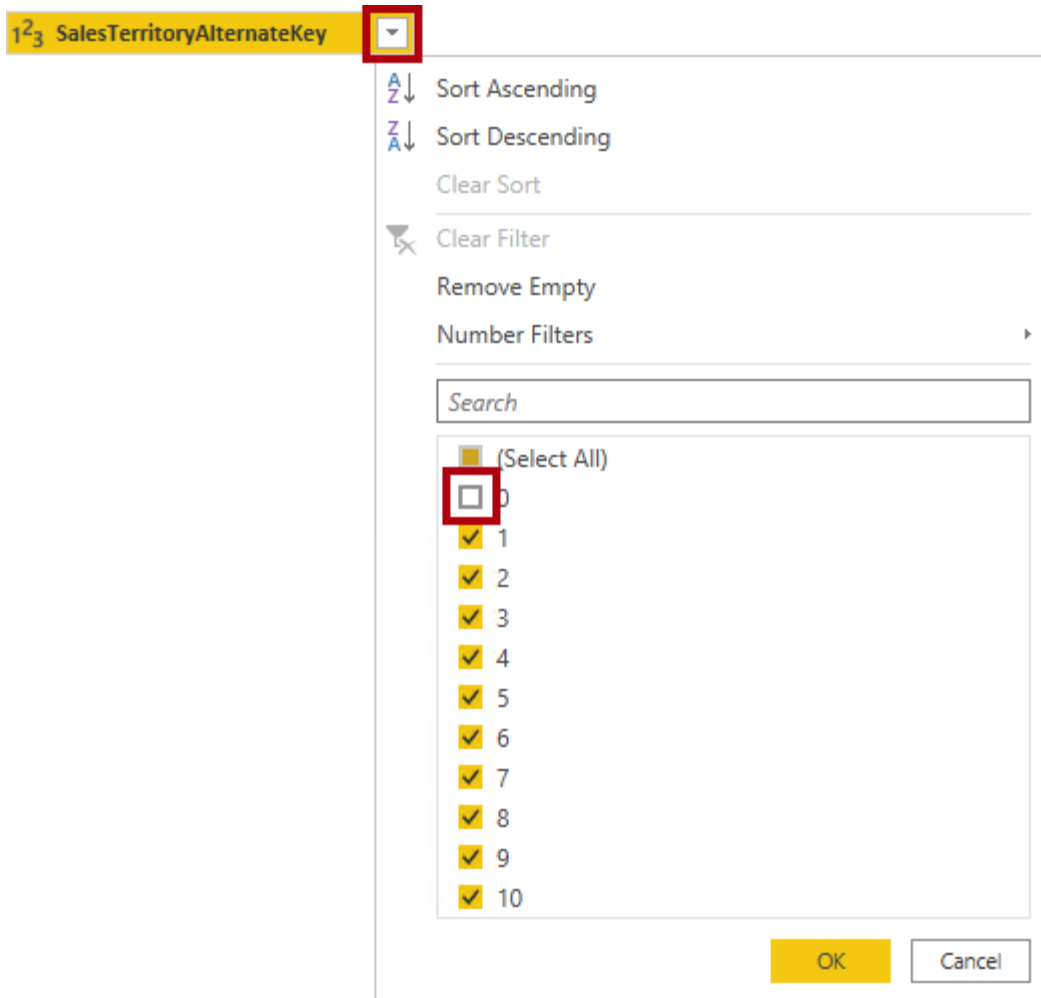 123 SalesTerritoryAlternateKey
Sort Ascending
Sort Descending
Clear Sort
Clear Filter
Remove Empty
Number Filters
Search
(Select All)
0
1
2
3
4
5
6
7
8
9
10
OK Cancel